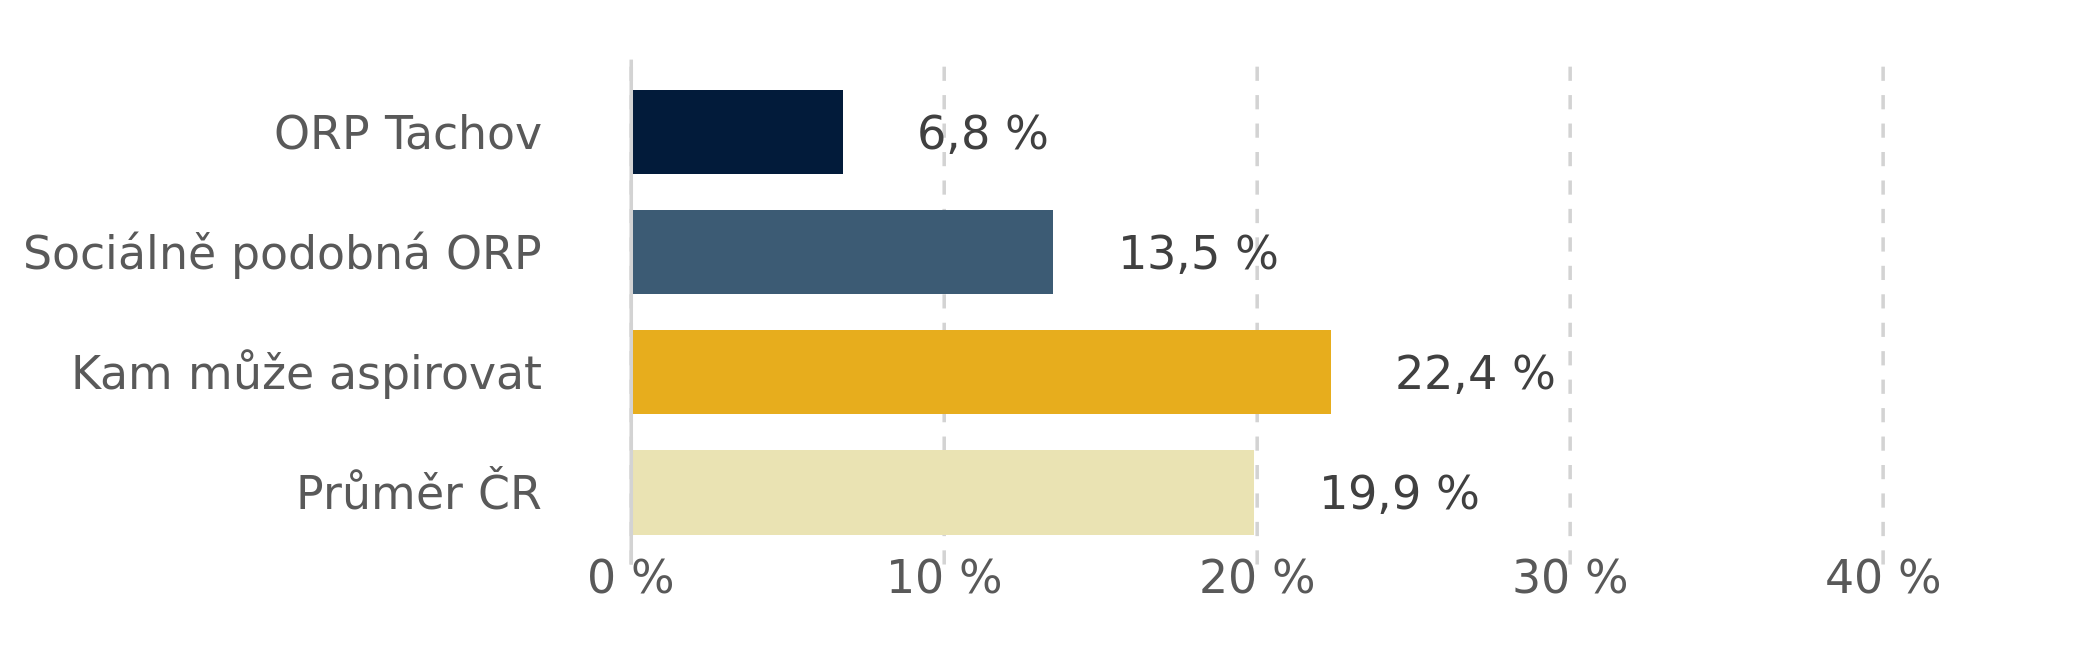 ORP Tachov 6,8 %
Sociálně podobná ORP 13,5 %
Kam může aspirovat 22,4 %
Průměr ČR 19,9 %
0 % 10 % 20 % 30 % 40 %